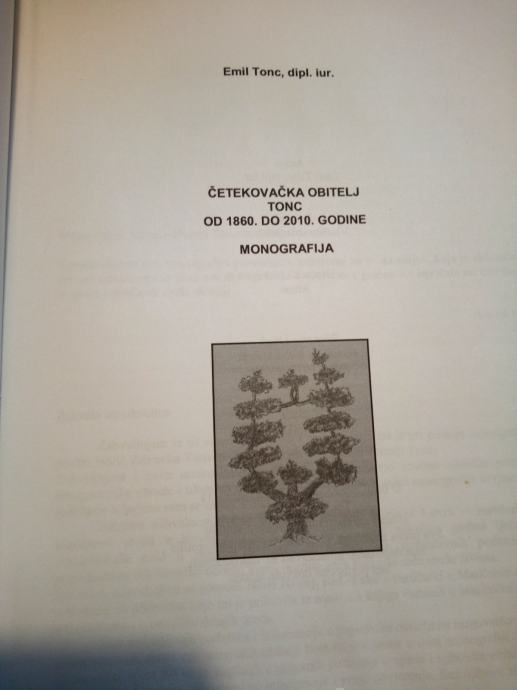 Emil Tonc, dipl. iur.
ČETEKOVAČKA OBITELJ
TONC
OD 1860. DO 2010. GODINE
MONOGRAFIJA